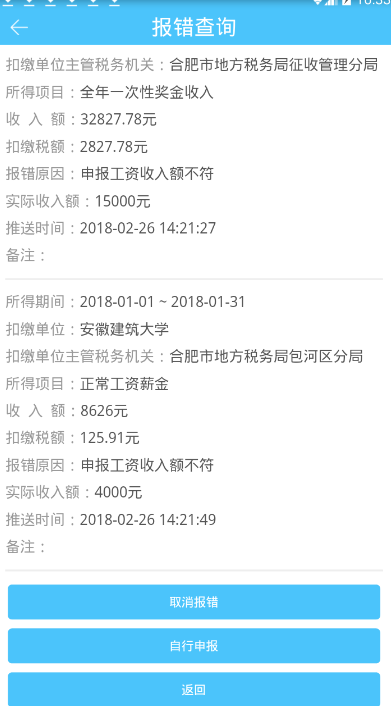 报错查询
扣缴单位主管税务机关：合肥市地方税务局征收管理分局
所得项目：全年一次性奖金收入
收 入 额：32827.78元
扣缴税额：2827.78元
报错原因：申报工资收入额不符
实际收入额：15000元
推送时间：2018-02-26 14:21:27
备注：
所得期间：2018-01-01 ~ 2018-01-31
扣缴单位：安徽建筑大学
扣缴单位主管税务机关：合肥市地方税务局包河区分局
所得项目：正常工资薪金
收 入 额：8626元
扣缴税额：125.91元
报错原因：申报工资收入额不符
实际收入额：4000元
推送时间：2018-02-26 14:21:49
备注：
取消报错
自行申报
返回